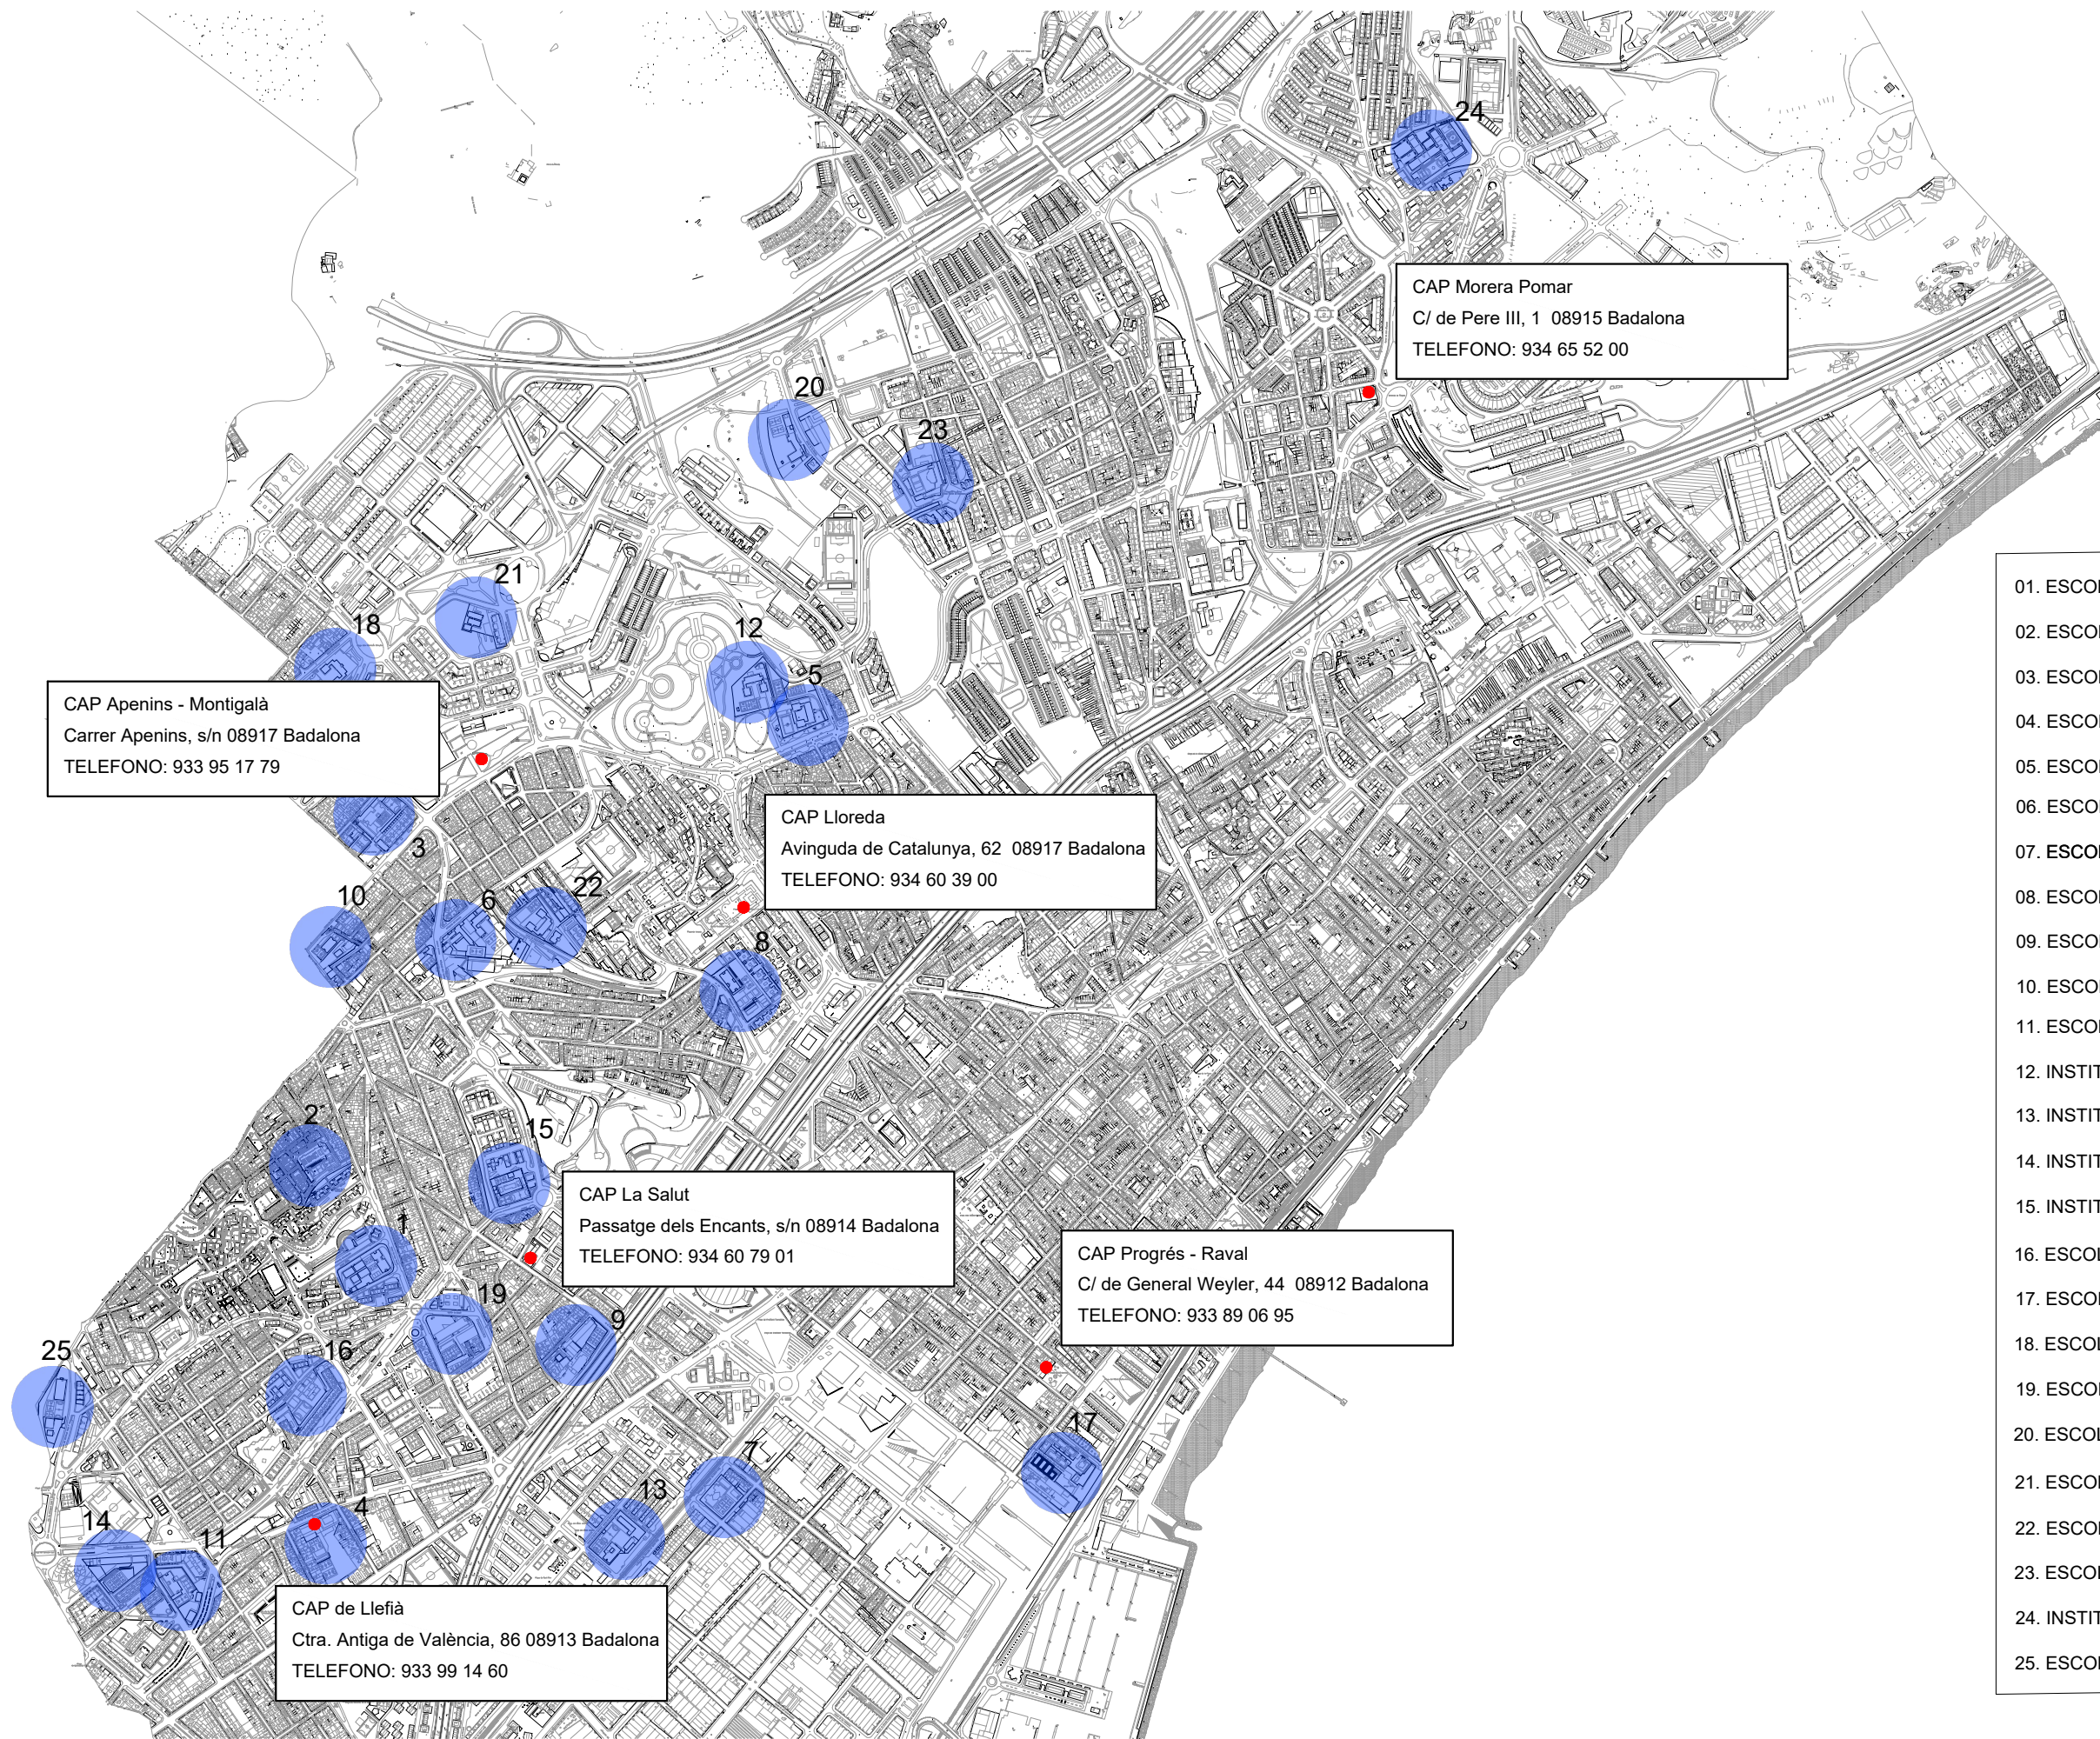 24
CAP Morera Pomar
C/ de Pere III, 1 08915 Badalona
TELEFONO: 934 65 52 00
20
23
21
18
12
5
CAP Apenins - Montigalà
Carrer Apenins, s/n 08917 Badalona
TELEFONO: 933 95 17 79
3
CAP Lloreda
Avinguda de Catalunya, 62 08917 Badalona
TELEFONO: 934 60 39 00
10
6
22
8
2
15
CAP La Salut
Passatge dels Encants, s/n 08914 Badalona
TELEFONO: 934 60 79 01
1
CAP Progrés - Raval
C/ de General Weyler, 44 08912 Badalona
TELEFONO: 933 89 06 95
19
9
25
16
17
7
13
4
14
11
CAP de Llefià
Ctra. Antiga de València, 86 08913 Badalona
TELEFONO: 933 99 14 60
01. ESCO
02. ESCO
03. ESCO
04. ESCO
05. ESCO
06. ESCO
07. ESCO
08. ESCO
09. ESCO
10. ESCO
11. ESCO
12. INSTIT
13. INSTIT
14. INSTIT
15. INSTIT
16. ESCOL
17. ESCO
18. ESCOL
19. ESCO
20. ESCOL
21. ESCO
22. ESCO
23. ESCO
24. INSTIT
25. ESCO